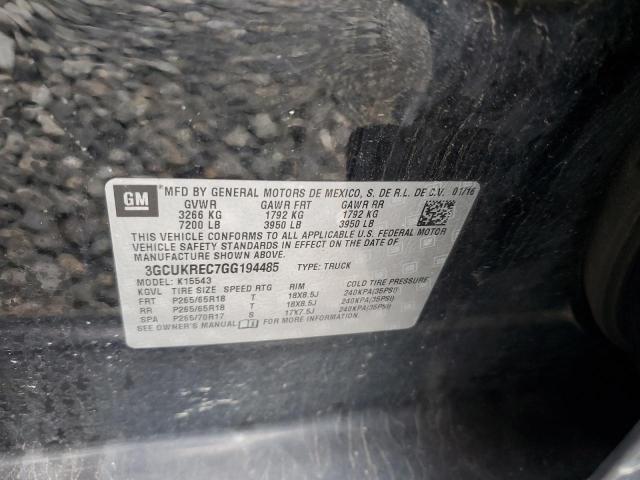 GM
MFD BY GENERAL MOTORS DE MEXICO, S. DE R.L. DE C.V. 01/16
GVWR GAWR FRT GAWR RR
3266 KG 1792 KG 1792 KG
7200 LB 3950 LB 3950 LB
THIS VEHICLE CONFORMS TO ALL APPLICABLE U.S. FEDERAL MOTOR
VEHICLE SAFETY STANDARDS IN EFFECT ON THE DATE OF
MANUFACTURE SHOWN ABOVE.
3GCUKREC7GG194485 TYPE: TRUCK
MODEL: K15543
KGVL TIRE SIZE SPEED RTG RIM COLD TIRE PRESSURE
FRT P265/65R18 T 18X8.5J 240KPA(35PSI)
RR P265/65R18 T 18X8.5J 240KPA(35PSI)
SPA P265/70R17 T 17X7.5J 240KPA(35PSI)
SEE OWNER'S MANUAL FOR MORE INFORMATION.